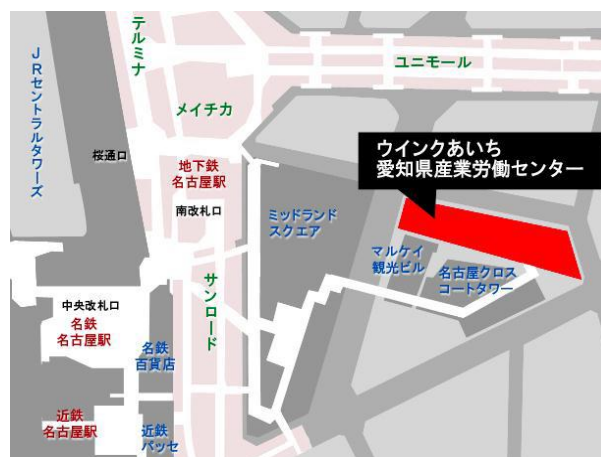 テルミナ
ユニモール
JRセントラルタワーズ
メイチカ
ウインクあいち
愛知県産業労働センター
桜通口
地下鉄
名古屋駅
南改札口
ミッドランド
スクエア
マルケイ
観光ビル
名古屋クロス
コートタワー
サンロード
中央改札口
名鉄
名古屋駅
名鉄
百貨店
近鉄
名古屋駅
近鉄
パッセ